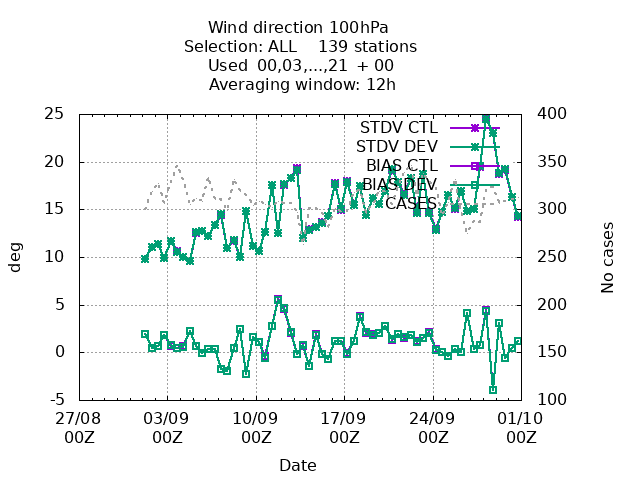 Wind direction 100hPa
Selection: ALL 139 stations
Used 00,03,...,21 + 00
Averaging window: 12h
25
20
15
10
5
0
-5
deg
400
350
300
250
200
150
100
No cases
STDV CTL
STDV DEV
BIAS CTL
BIAS DEV
CASES
27/08 03/09 10/09 17/09 24/09 01/10
00Z 00Z 00Z 00Z 00Z 00Z
Date